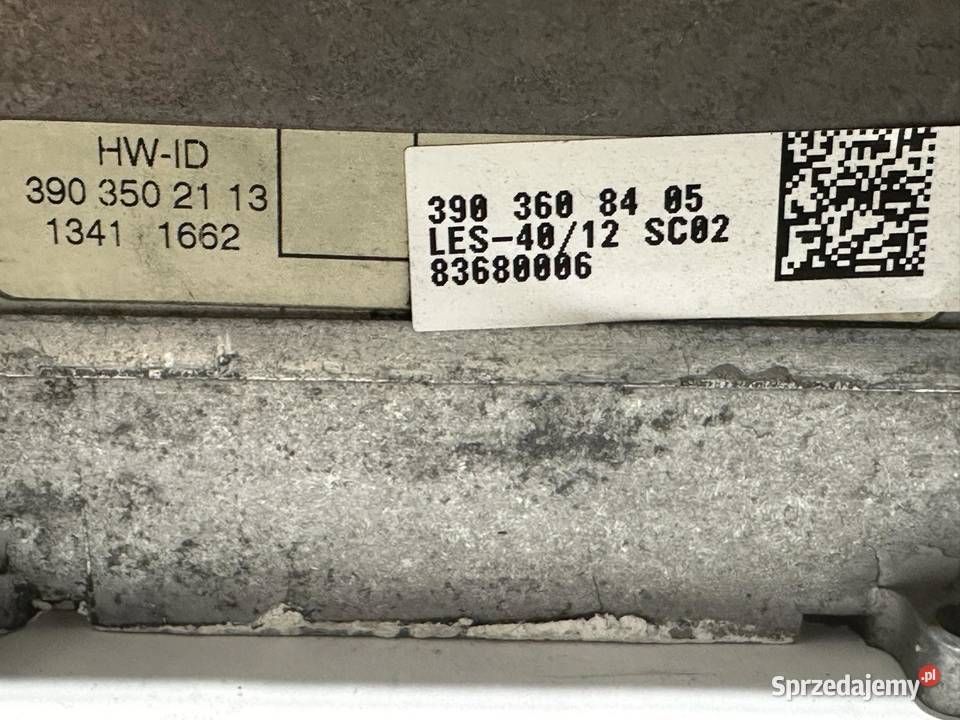 HW-ID
390 350 21 13
1341 1662
390 360 84 05
LES-40/12 SC02
83680006
Sprzedajemy.pl